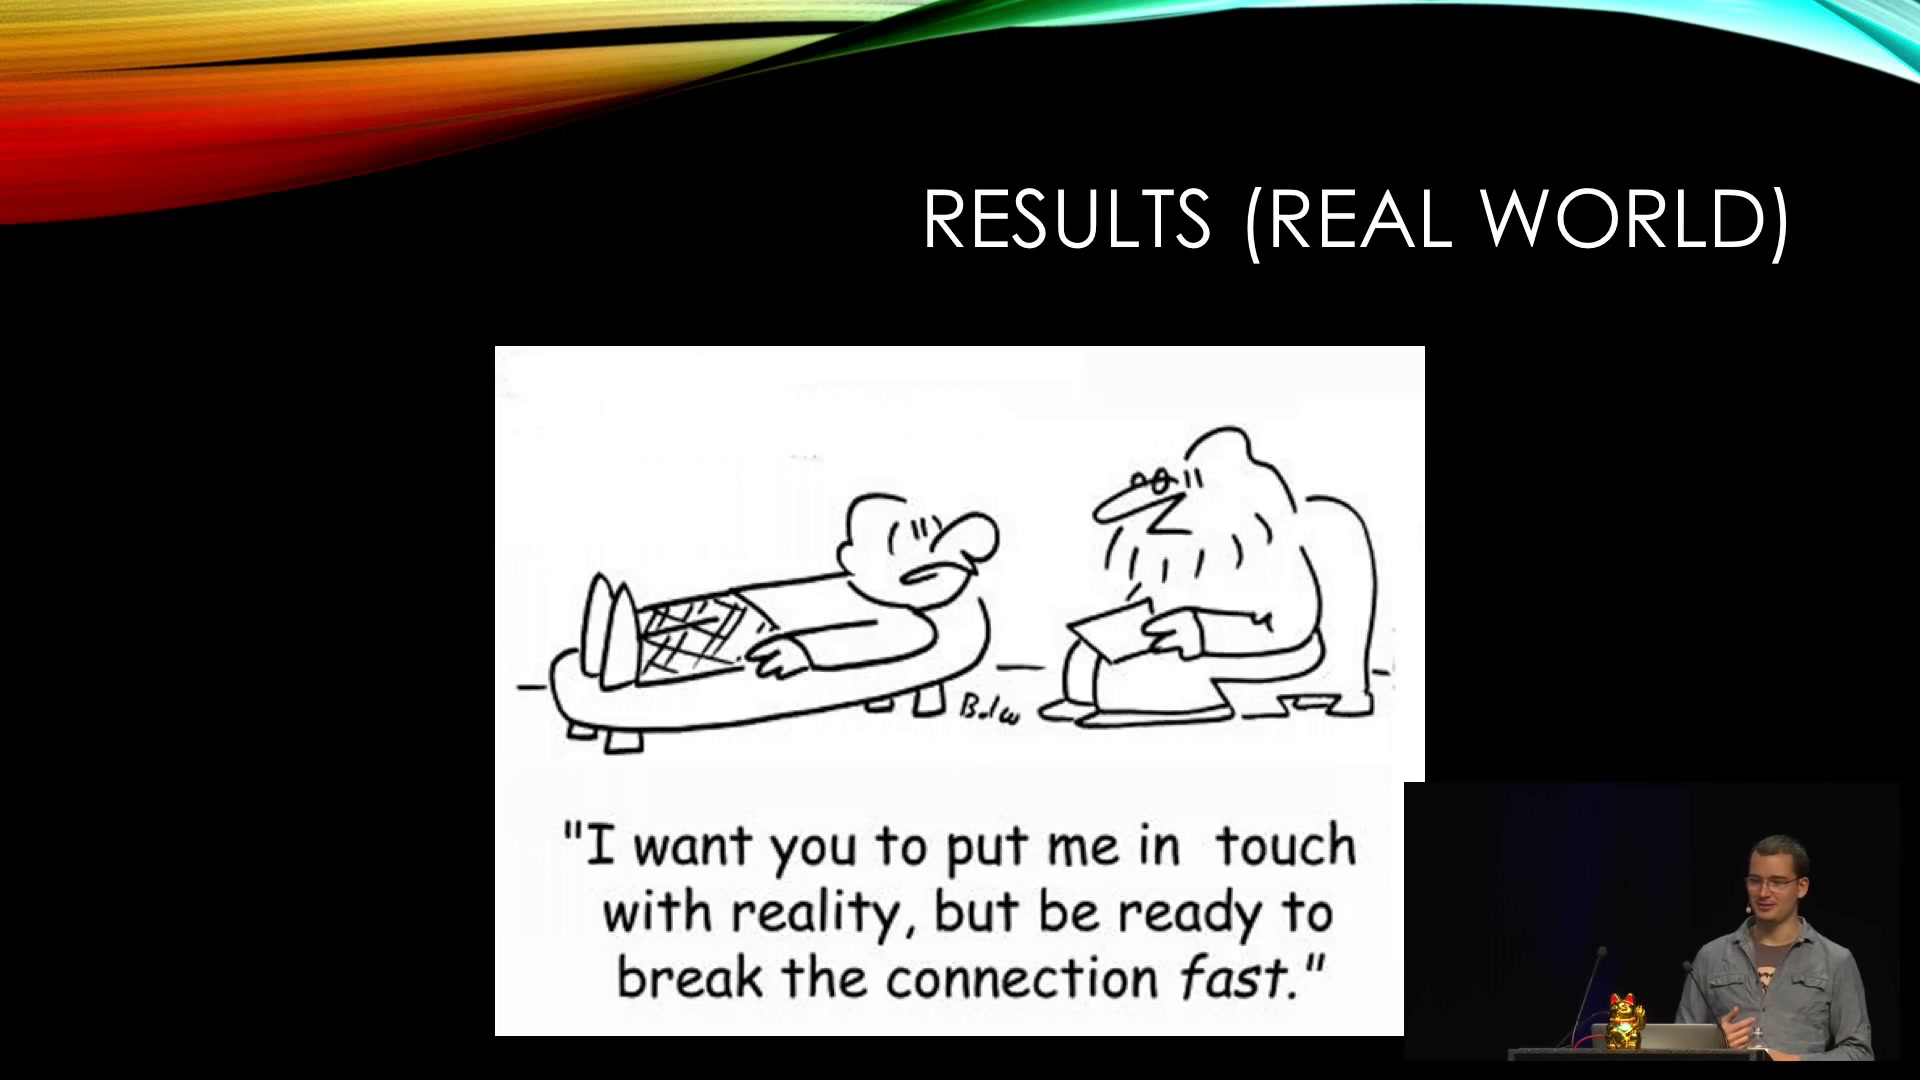 RESULTS (REAL WORLD)
"I want you to put me in touch
with reality, but be ready to
break the connection fast."